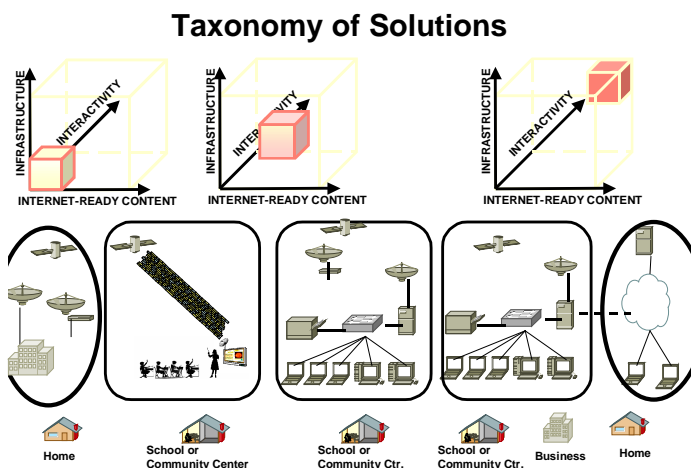 Taxonomy of Solutions
INFRASTRUCTURE
INTERACTIVITY
INTERNET-READY CONTENT
INFRASTRUCTURE
INTERACTIVITY
INTERNET-READY CONTENT
INFRASTRUCTURE
INTERACTIVITY
INTERNET-READY CONTENT
Home
School or
Community Center
School or
Community Ctr.
School or
Community Ctr.
Business
Home